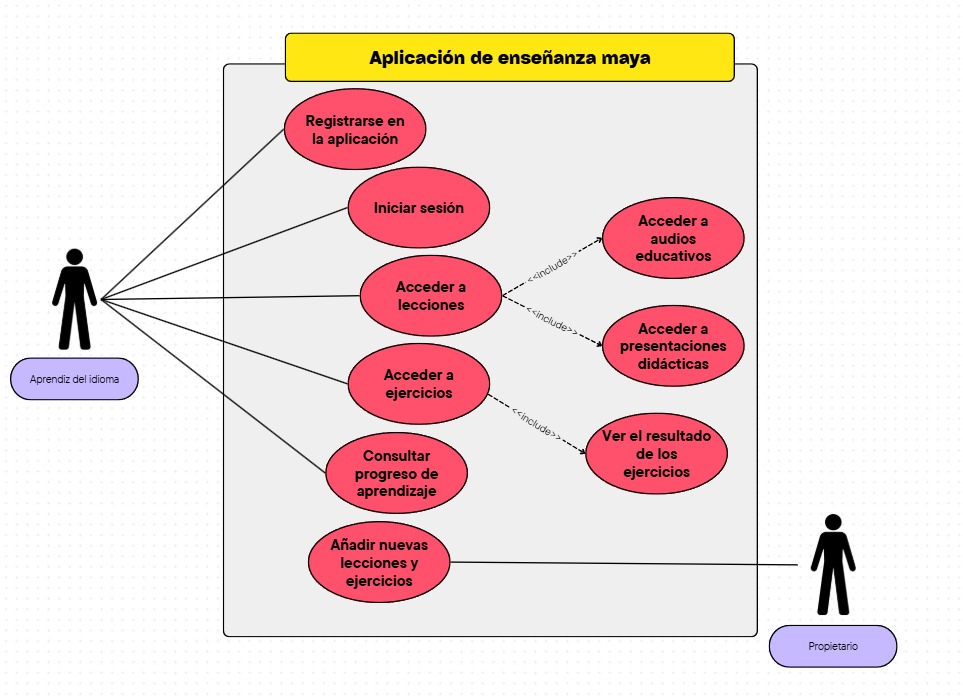 Aplicación de enseñanza maya
Registrarse en
la aplicación
Iniciar sesión
Acceder a
lecciones
<<include>>
<<include>>
Acceder a
audios
educativos
Acceder a
presentaciones
didácticas
Acceder a
ejercicios
<<include>>
Ver el resultado
de los
ejercicios
Consultar
progreso de
aprendizaje
Añadir nuevas
lecciones y
ejercicios
Aprendiz del idioma
Propietario